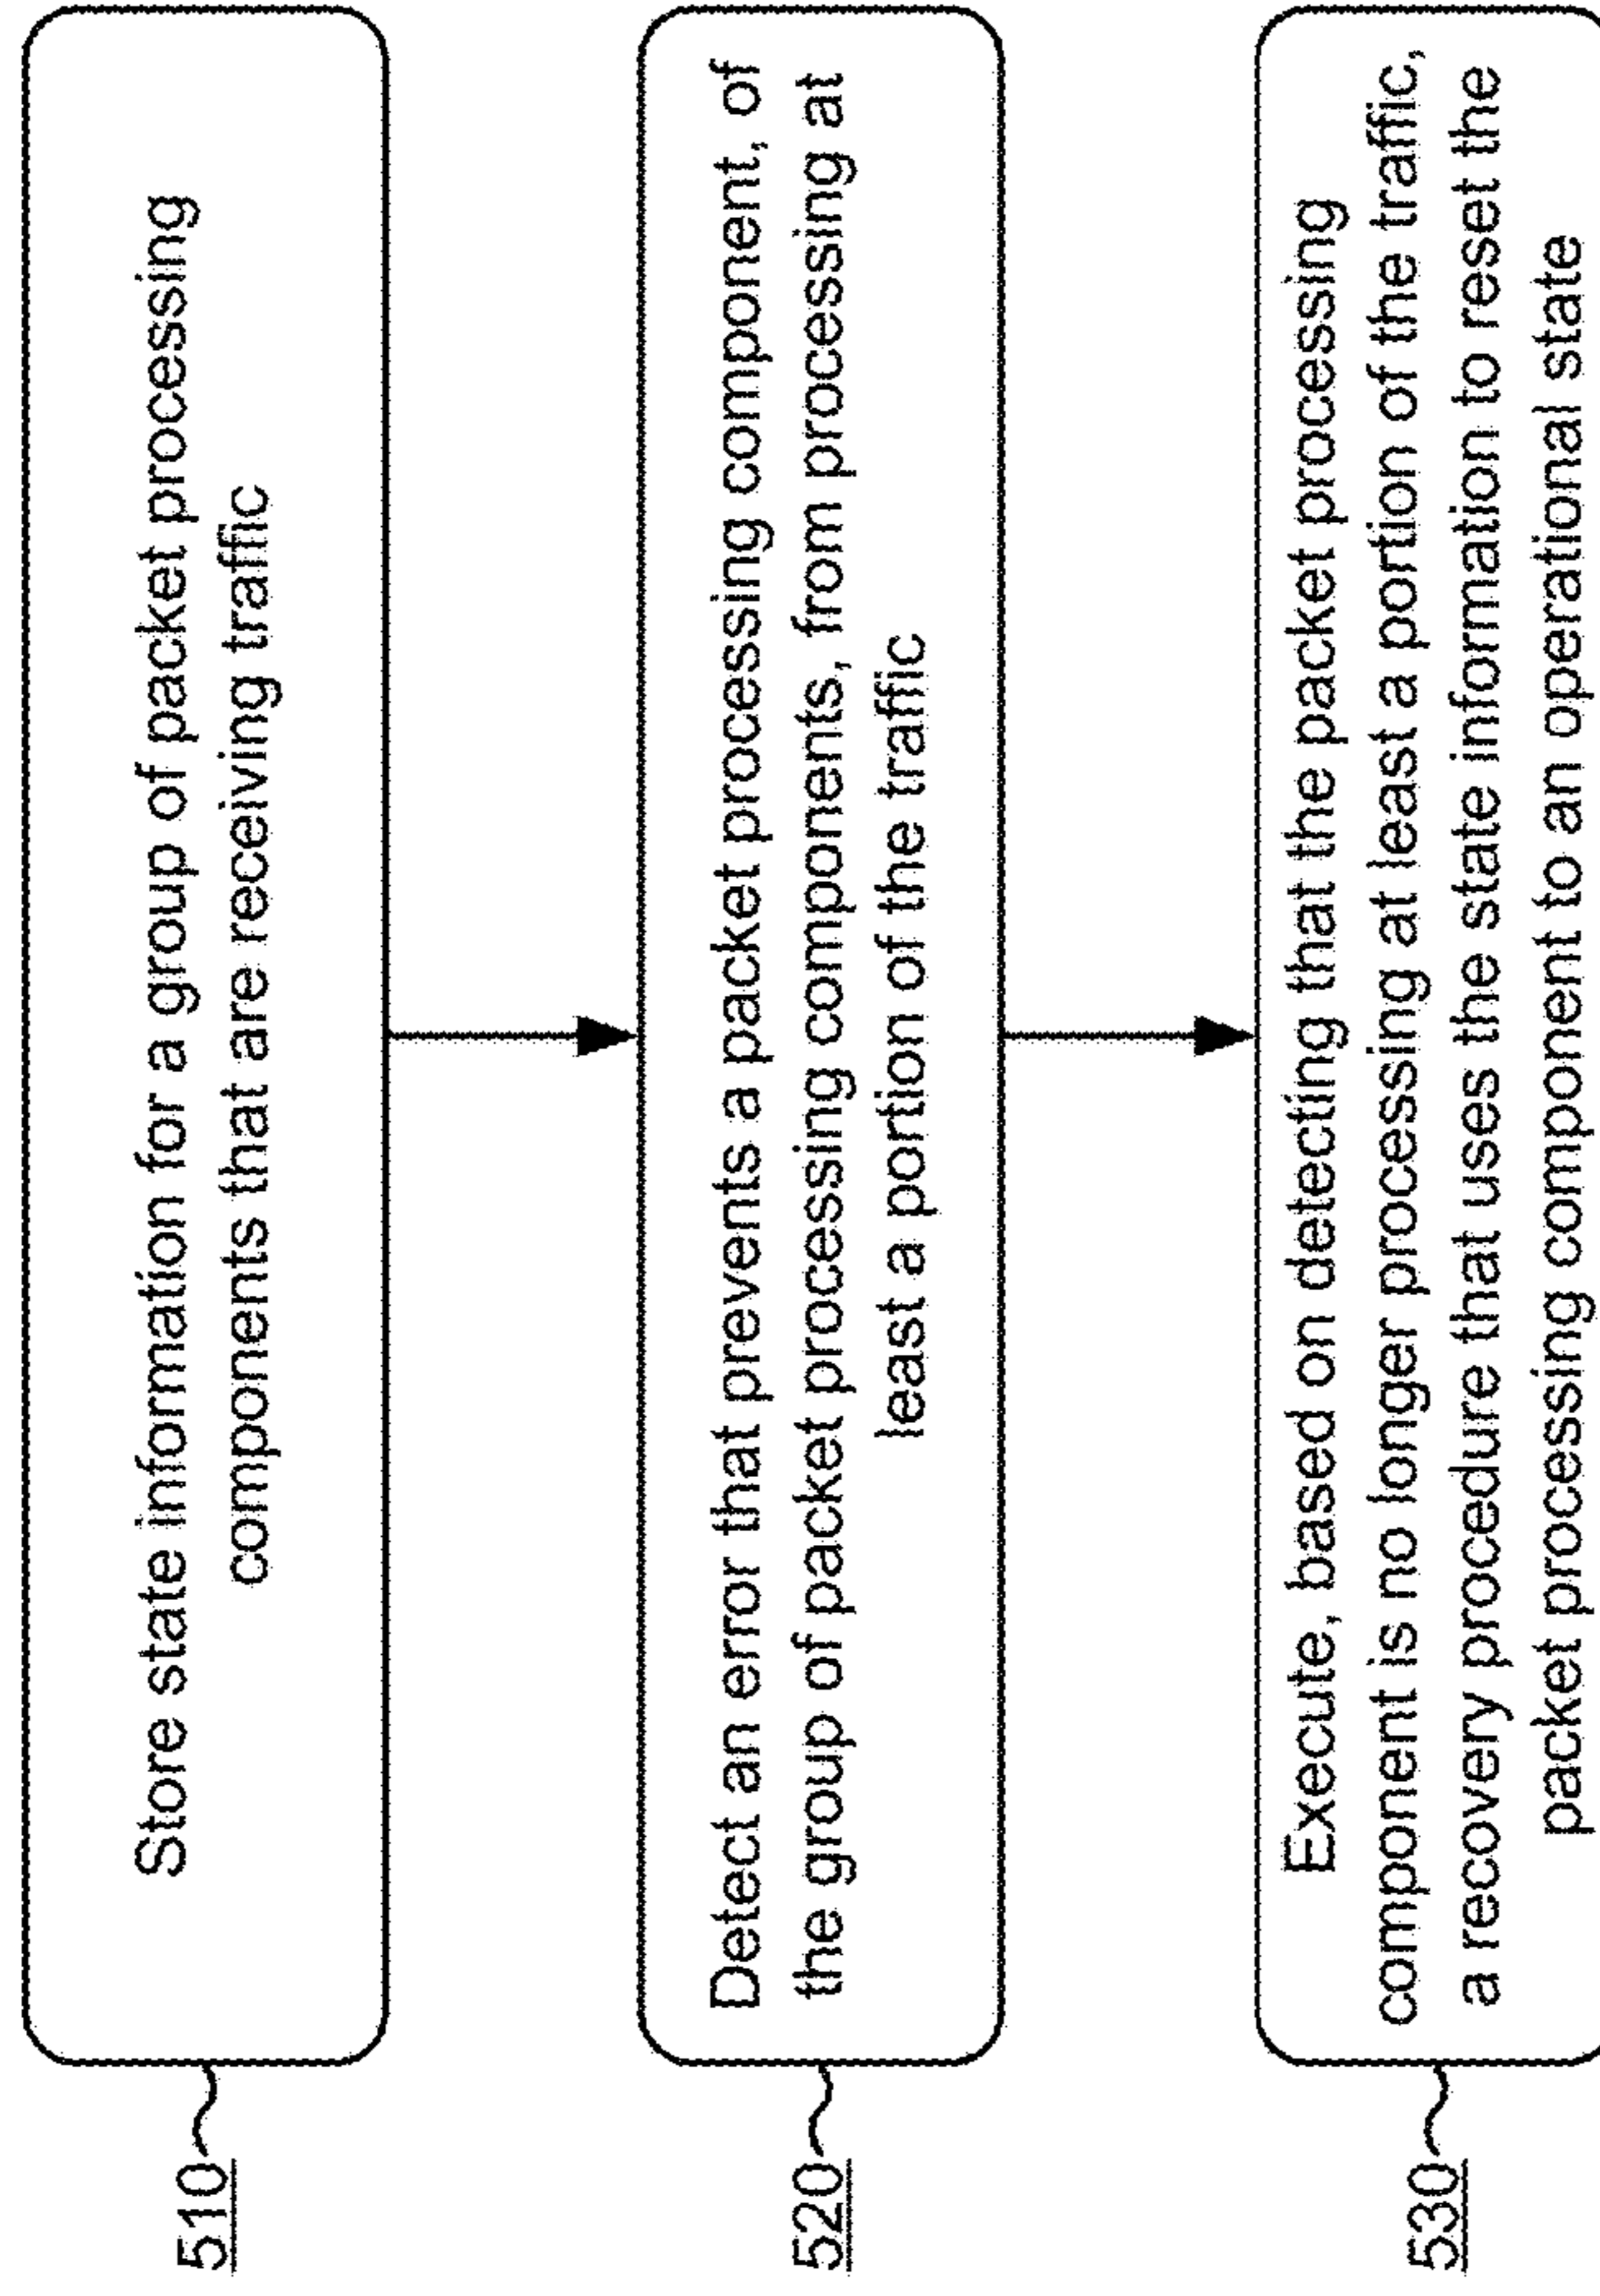 510
Store state information for a group of packet processing
components that are receiving traffic
520
Detect an error that prevents a packet processing component, of
the group of packet processing components, from processing at
least a portion of the traffic
530
Execute, based on detecting that the packet processing
component is no longer processing at least a portion of the traffic,
a recovery procedure that uses the state information to reset the
packet processing component to an operational state